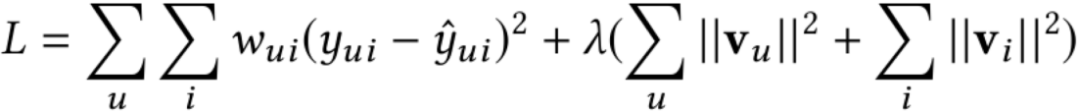 L = ∑_u ∑_i w_{ui}(y_{ui} − ŷ_{ui})² + λ(∑_u ||𝐯_u||² + ∑_i ||𝐯_i||²)